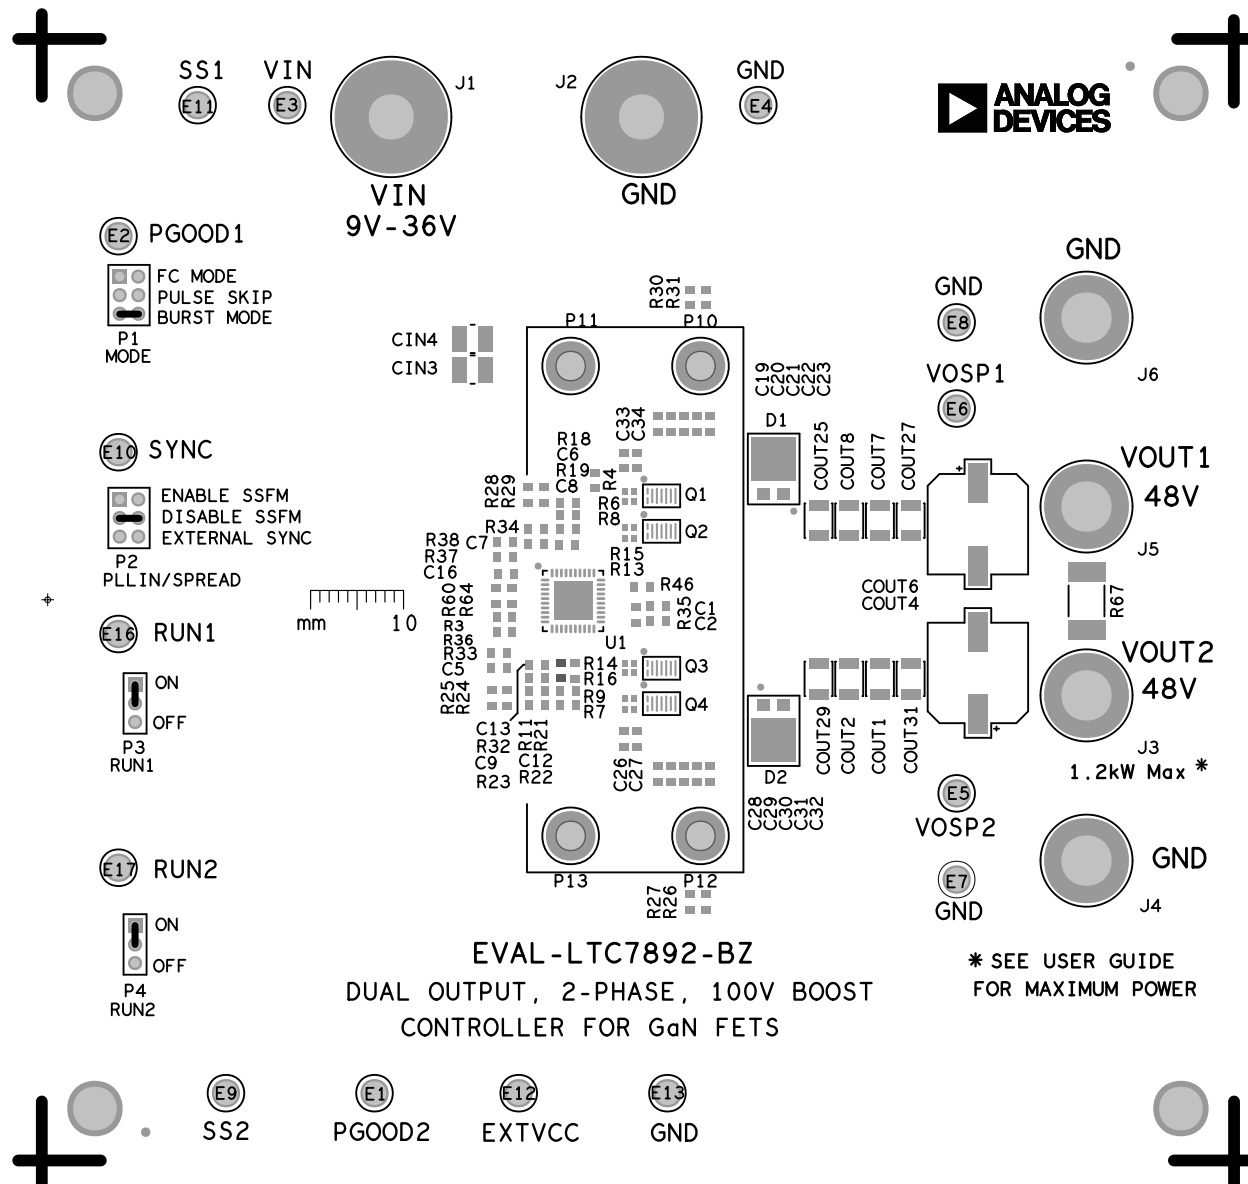 SS1
VIN
J1
J2
GND
E11
E3
E4
ANALOG
DEVICES
VIN
9V-36V
GND
E2
PGOOD1
FC MODE
PULSE SKIP
BURST MODE
P1
MODE
R30
R31
P11
P10
CIN4
CIN3
GND
GND
E8
J6
VOSP1
E6
C19
C20
C21
C22
C23
D1
C33
C34
COUT25
COUT8
COUT7
COUT27
VOUT1
48V
J5
E10
SYNC
ENABLE SSFM
DISABLE SSFM
EXTERNAL SYNC
P2
PLLIN/SPREAD
R18
C6
R19
C8
R4
R28
R29
R6
R8
Q1
Q2
R34
R38
C7
R37
C16
R15
R13
R46
R60
R64
R3
R36
R33
C5
R35
C1
C2
U1
COUT6
COUT4
R67
mm
10
E16
RUN1
ON
OFF
P3
RUN1
R25
R24
R14
R16
R9
R7
Q3
Q4
C13
R32
C9
R23
R11
R21
C12
R22
C26
C27
D2
COUT29
COUT2
COUT1
COUT31
VOUT2
48V
J3
1.2kW Max *
C28
C29
C30
C31
C32
E5
VOSP2
E7
GND
GND
J4
E17
RUN2
ON
OFF
P4
RUN2
P13
P12
R27
R26
EVAL-LTC7892-BZ
DUAL OUTPUT, 2-PHASE, 100V BOOST
CONTROLLER FOR GaN FETS
* SEE USER GUIDE
FOR MAXIMUM POWER
E9
E1
E12
E13
SS2
PGOOD2
EXTVCC
GND